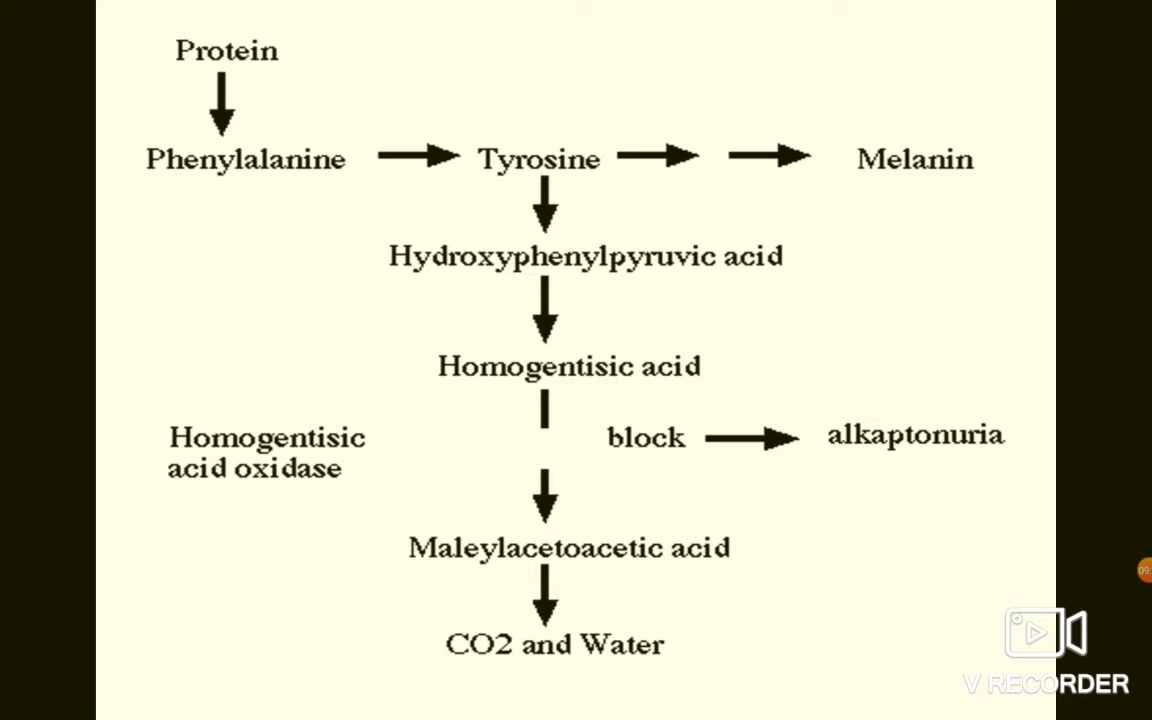 Protein
Phenylalanine Tyrosine Melanin
Hydroxyphenylpyruvic acid
Homogentisic acid
Homogentisic
acid oxidase
block alkaptonuria
Maleylacetoacetic acid
CO2 and Water
V RECORDER